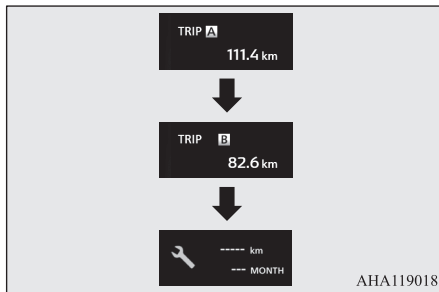 TRIP A
111.4 km
TRIP B
82.6 km
----- km
--- MONTH
AHA119018